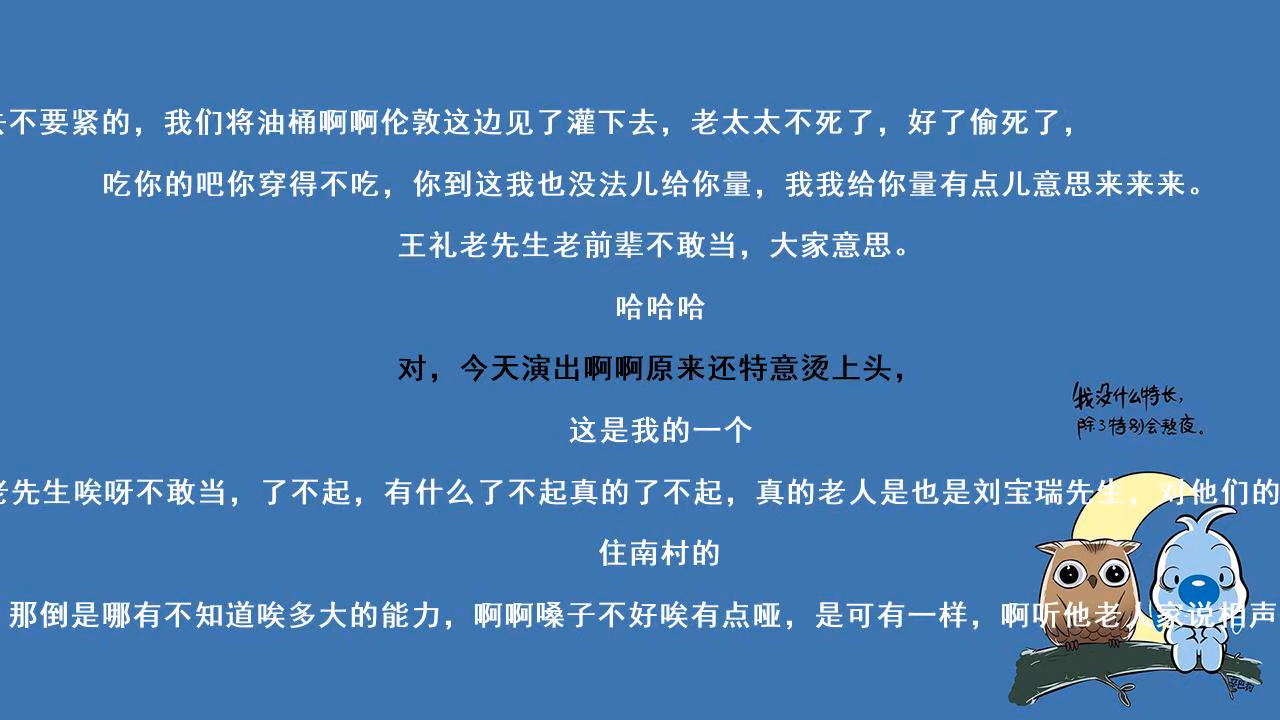 不要紧的，我们将油桶啊啊伦敦这边见了灌下去，老太太不死了，好了偷死了，
吃你的吧你穿得不吃，你到这我也没法儿给你量，我我给你量有点儿意思来来来。
王礼老先生老前辈不敢当，大家意思。
哈哈哈
对，今天演出啊啊原来还特意烫上头，
我没什么特长，
除了特别会熬夜。
这是我的一个
老先生唉呀不敢当，了不起，有什么了不起真的了不起，真的老人是也是刘宝瑞先生，对他们的
住南村的
那倒是哪有不知道唉多大的能力，啊啊嗓子不好唉有点哑，是可有一样，啊听他老人家说相声